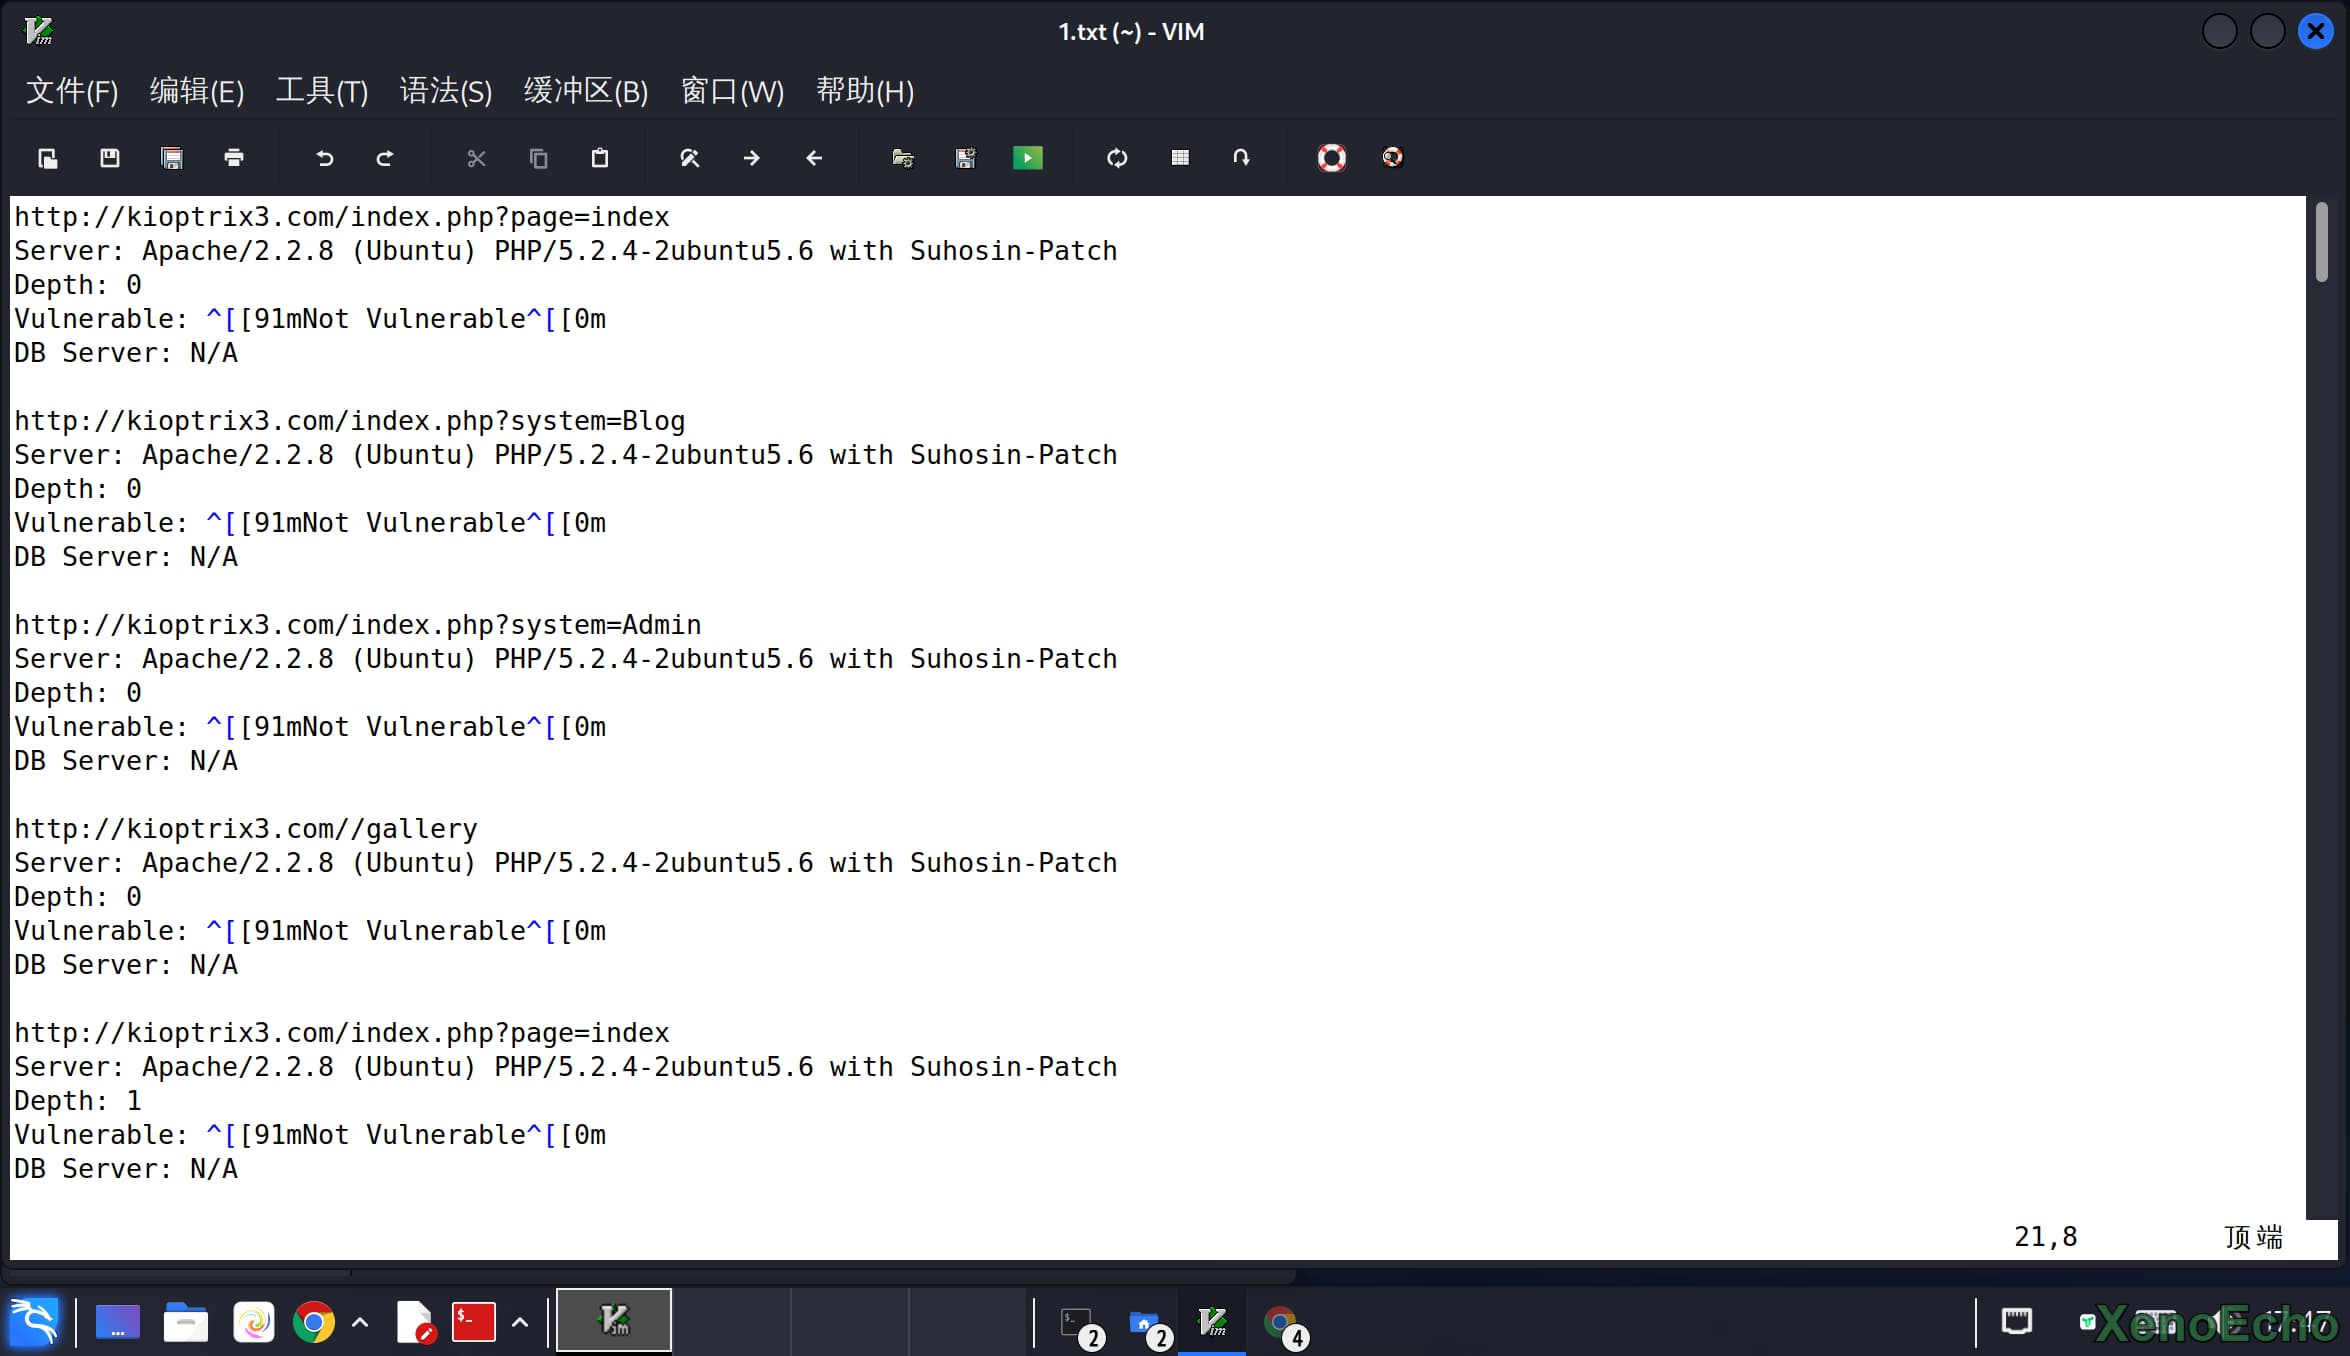 1.txt (~) - VIM
文件(F) 编辑(E) 工具(T) 语法(S) 缓冲区(B) 窗口(W) 帮助(H)
http://kioptrix3.com/index.php?page=index
Server: Apache/2.2.8 (Ubuntu) PHP/5.2.4-2ubuntu5.6 with Suhosin-Patch
Depth: 0
Vulnerable: ^[[91mNot Vulnerable^[[0m
DB Server: N/A
http://kioptrix3.com/index.php?system=Blog
Server: Apache/2.2.8 (Ubuntu) PHP/5.2.4-2ubuntu5.6 with Suhosin-Patch
Depth: 0
Vulnerable: ^[[91mNot Vulnerable^[[0m
DB Server: N/A
http://kioptrix3.com/index.php?system=Admin
Server: Apache/2.2.8 (Ubuntu) PHP/5.2.4-2ubuntu5.6 with Suhosin-Patch
Depth: 0
Vulnerable: ^[[91mNot Vulnerable^[[0m
DB Server: N/A
http://kioptrix3.com//gallery
Server: Apache/2.2.8 (Ubuntu) PHP/5.2.4-2ubuntu5.6 with Suhosin-Patch
Depth: 0
Vulnerable: ^[[91mNot Vulnerable^[[0m
DB Server: N/A
http://kioptrix3.com/index.php?page=index
Server: Apache/2.2.8 (Ubuntu) PHP/5.2.4-2ubuntu5.6 with Suhosin-Patch
Depth: 1
Vulnerable: ^[[91mNot Vulnerable^[[0m
DB Server: N/A
21,8 顶端
2 2 4 XenoEcho